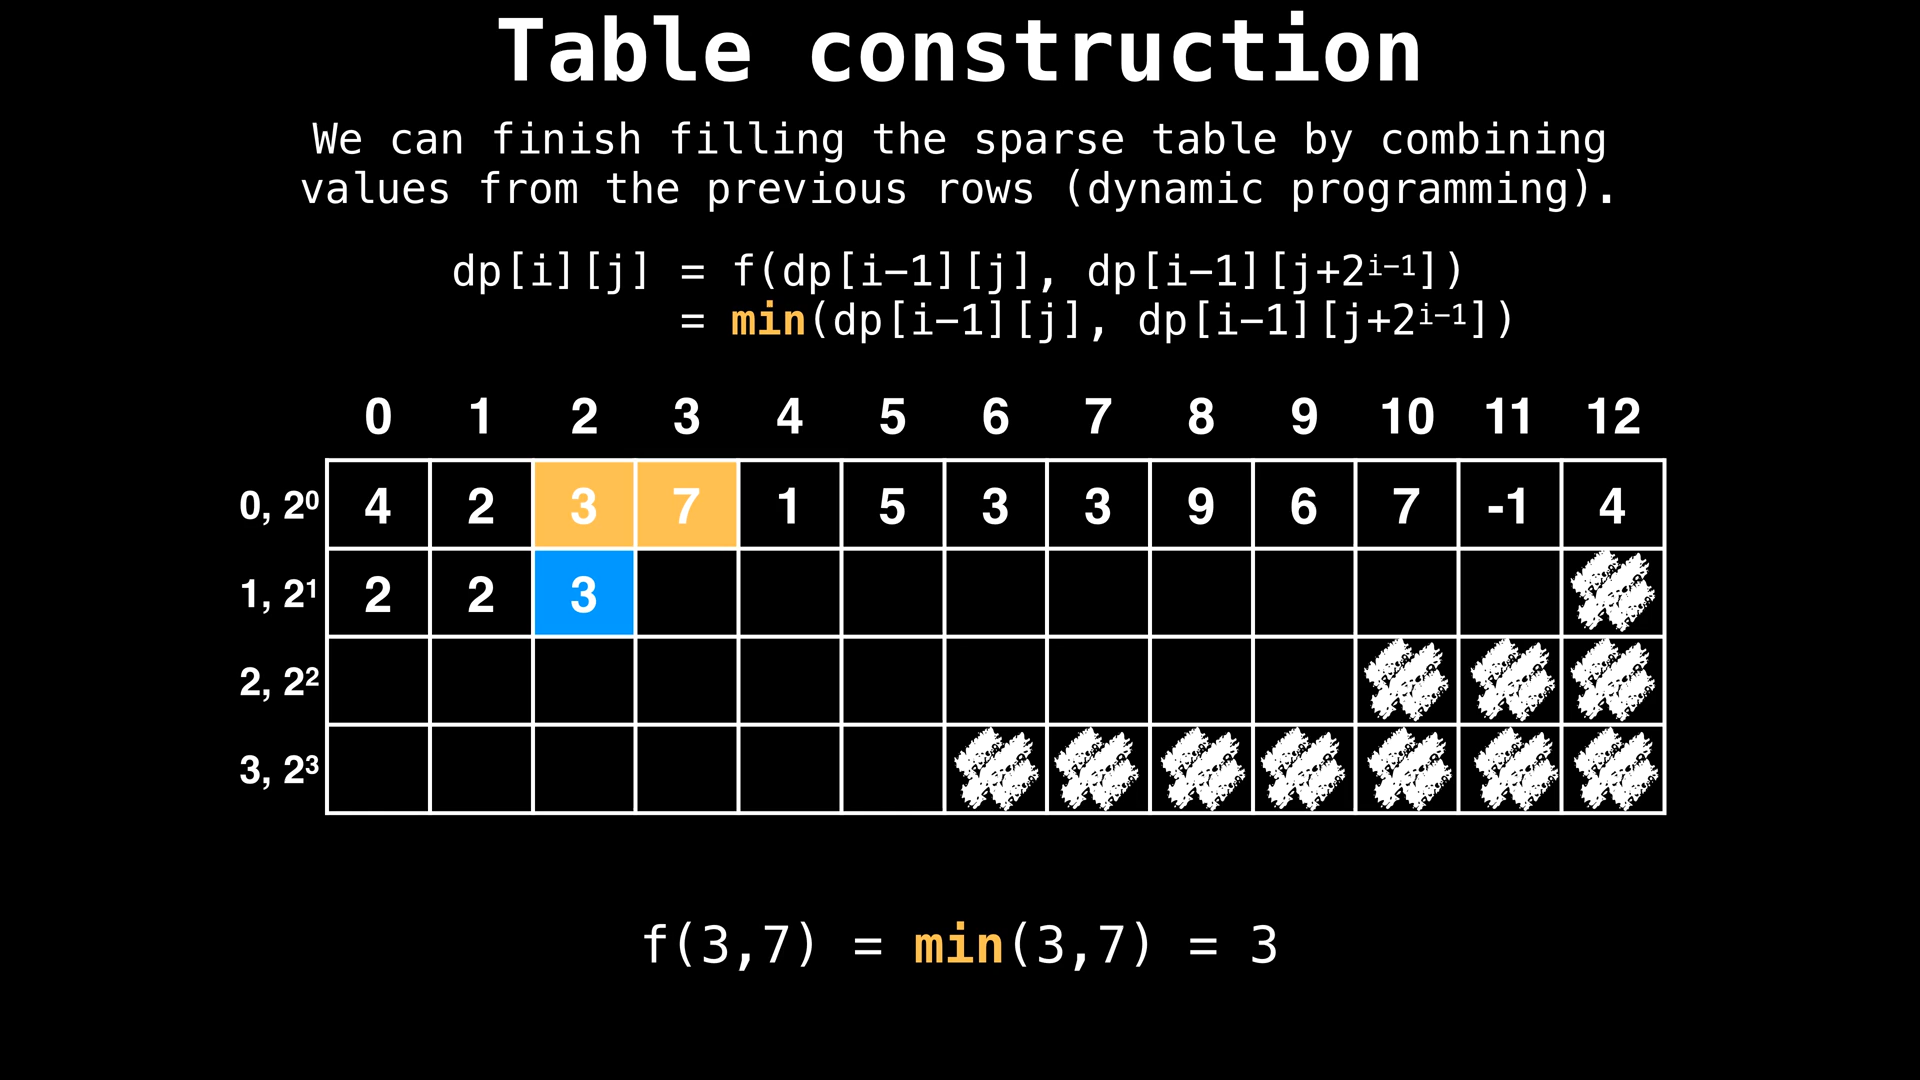 Table construction
We can finish filling the sparse table by combining
values from the previous rows (dynamic programming).
dp[i][j] = f(dp[i−1][j], dp[i−1][j+2ⁱ⁻¹])
= min(dp[i−1][j], dp[i−1][j+2ⁱ⁻¹])
0 1 2 3 4 5 6 7 8 9 10 11 12
0, 2⁰ 4 2 3 7 1 5 3 3 9 6 7 -1 4
1, 2¹ 2 2 3
2, 2²
3, 2³
f(3,7) = min(3,7) = 3